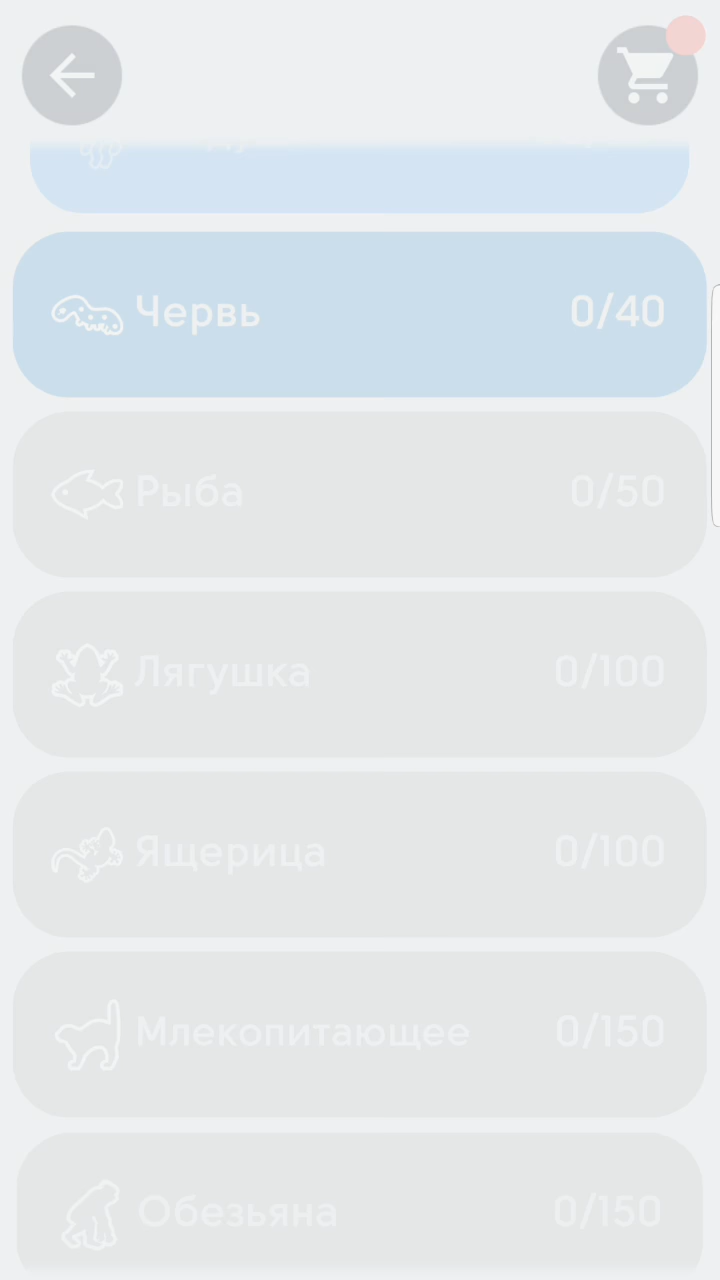 Червь 0/40
Рыба 0/50
Лягушка 0/100
Ящерица 0/100
Млекопитающее 0/150
Обезьяна 0/150